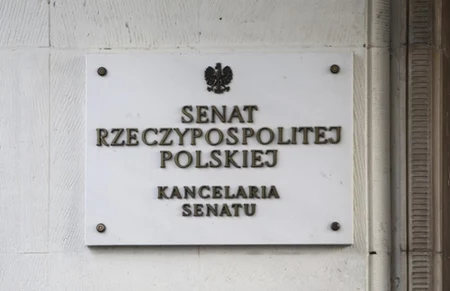 SENAT
RZECZYPOSPOLITEJ
POLSKIEJ
KANCELARIA
SENATU